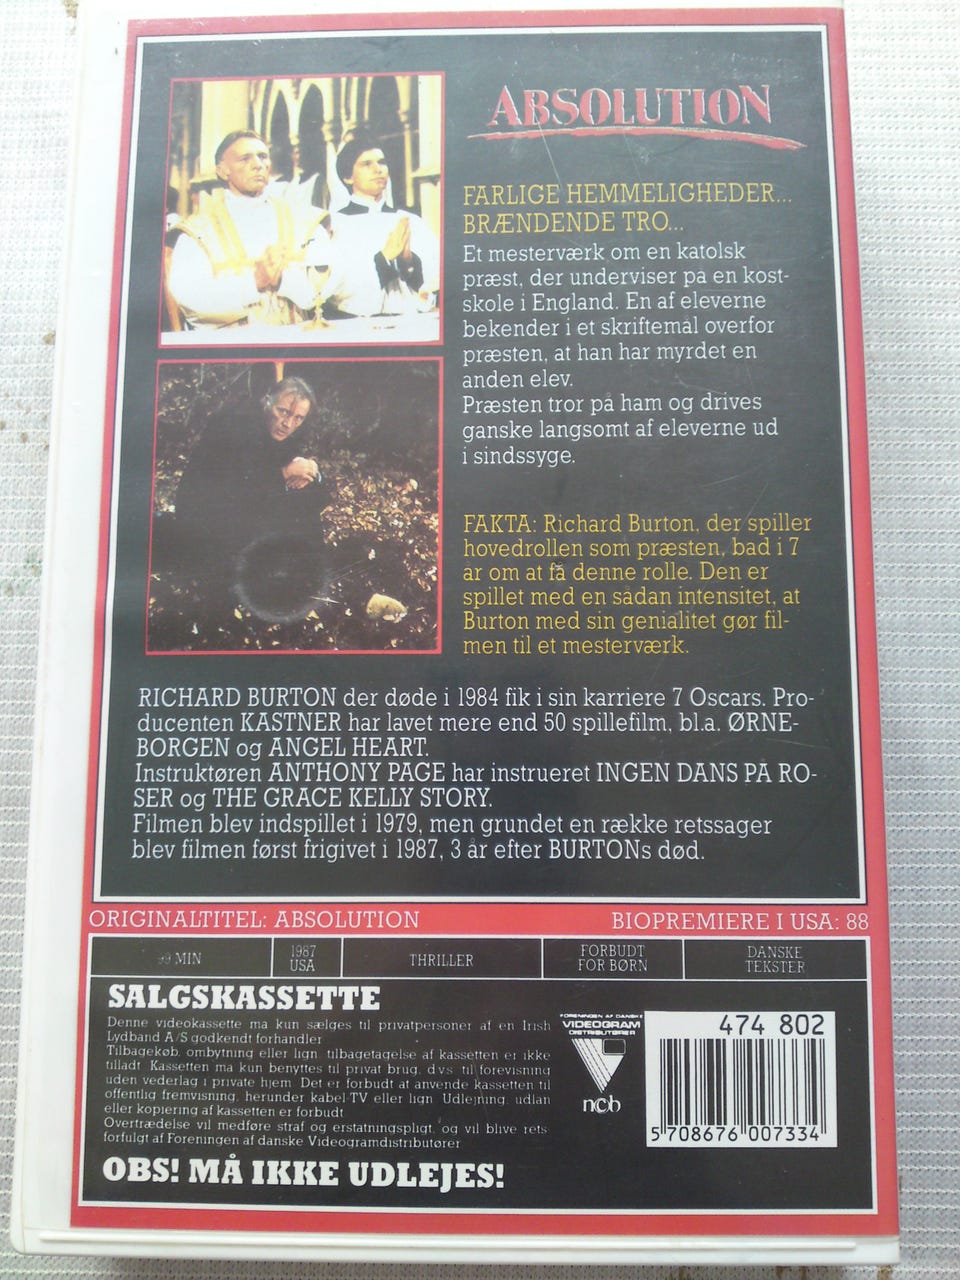 ABSOLUTION
FARLIGE HEMMELIGHEDER...
BRÆNDENDE TRO...
Et mesterværk om en katolsk
præst, der underviser på en kost-
skole i England. En af eleverne
bekender i et skriftemål overfor
præsten, at han har myrdet en
anden elev.
Præsten tror på ham og drives
ganske langsomt af eleverne ud
i sindssyge.
FAKTA: Richard Burton, der spiller
hovedrollen som præsten, bad i 7
år om at få denne rolle. Den er
spillet med en sådan intensitet, at
Burton med sin genialitet gør fil-
men til et mesterværk.
RICHARD BURTON der døde i 1984 fik i sin karriere 7 Oscars. Pro-
ducenten KASTNER har lavet mere end 50 spillefilm, bl.a. ØRNE-
BORGEN og ANGEL HEART.
Instruktøren ANTHONY PAGE har instrueret INGEN DANS PÅ RO-
SER og THE GRACE KELLY STORY.
Filmen blev indspillet i 1979, men grundet en række retssager
blev filmen først frigivet i 1987, 3 år efter BURTONs død.
ORIGINALTITEL: ABSOLUTION BIOPREMIERE I USA: 88
MIN
1987
USA
THRILLER
FORBUDT
FOR BØRN
DANSKE
TEKSTER
SALGSKASSETTE
Denne videokassette må kun sælges til privatpersoner af en Irish
Lydbånd A/S godkendt forhandler
Tilbagekøb, ombytning eller lign. tilbagetagelse af kassetten er ikke
tilladt. Kassetten må kun benyttes til privat brug, d.v.s. til forevisning
uden vederlag i private hjem. Det er forbudt at anvende kassetten til
offentlig fremvisning, herunder kabel-TV eller lign. Udlejning, udlån
eller kopiering af kassetten er forbudt
Overtrædelse vil medføre straf og erstatningspligt, og vil blive rets-
forfulgt af Foreningen af danske Videogramdistributører
OBS! MÅ IKKE UDLEJES!
FORENINGEN AF DANSKE
VIDEOGRAM
DISTRIBUTØRER
ncb
474 802
5 708676 007334